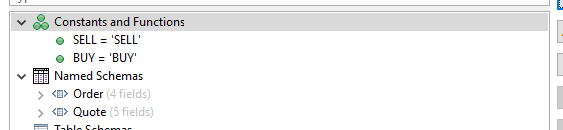 Constants and Functions
SELL = 'SELL'
BUY = 'BUY'
Named Schemas
Order (4 fields)
Quote (5 fields)
Table Schemas